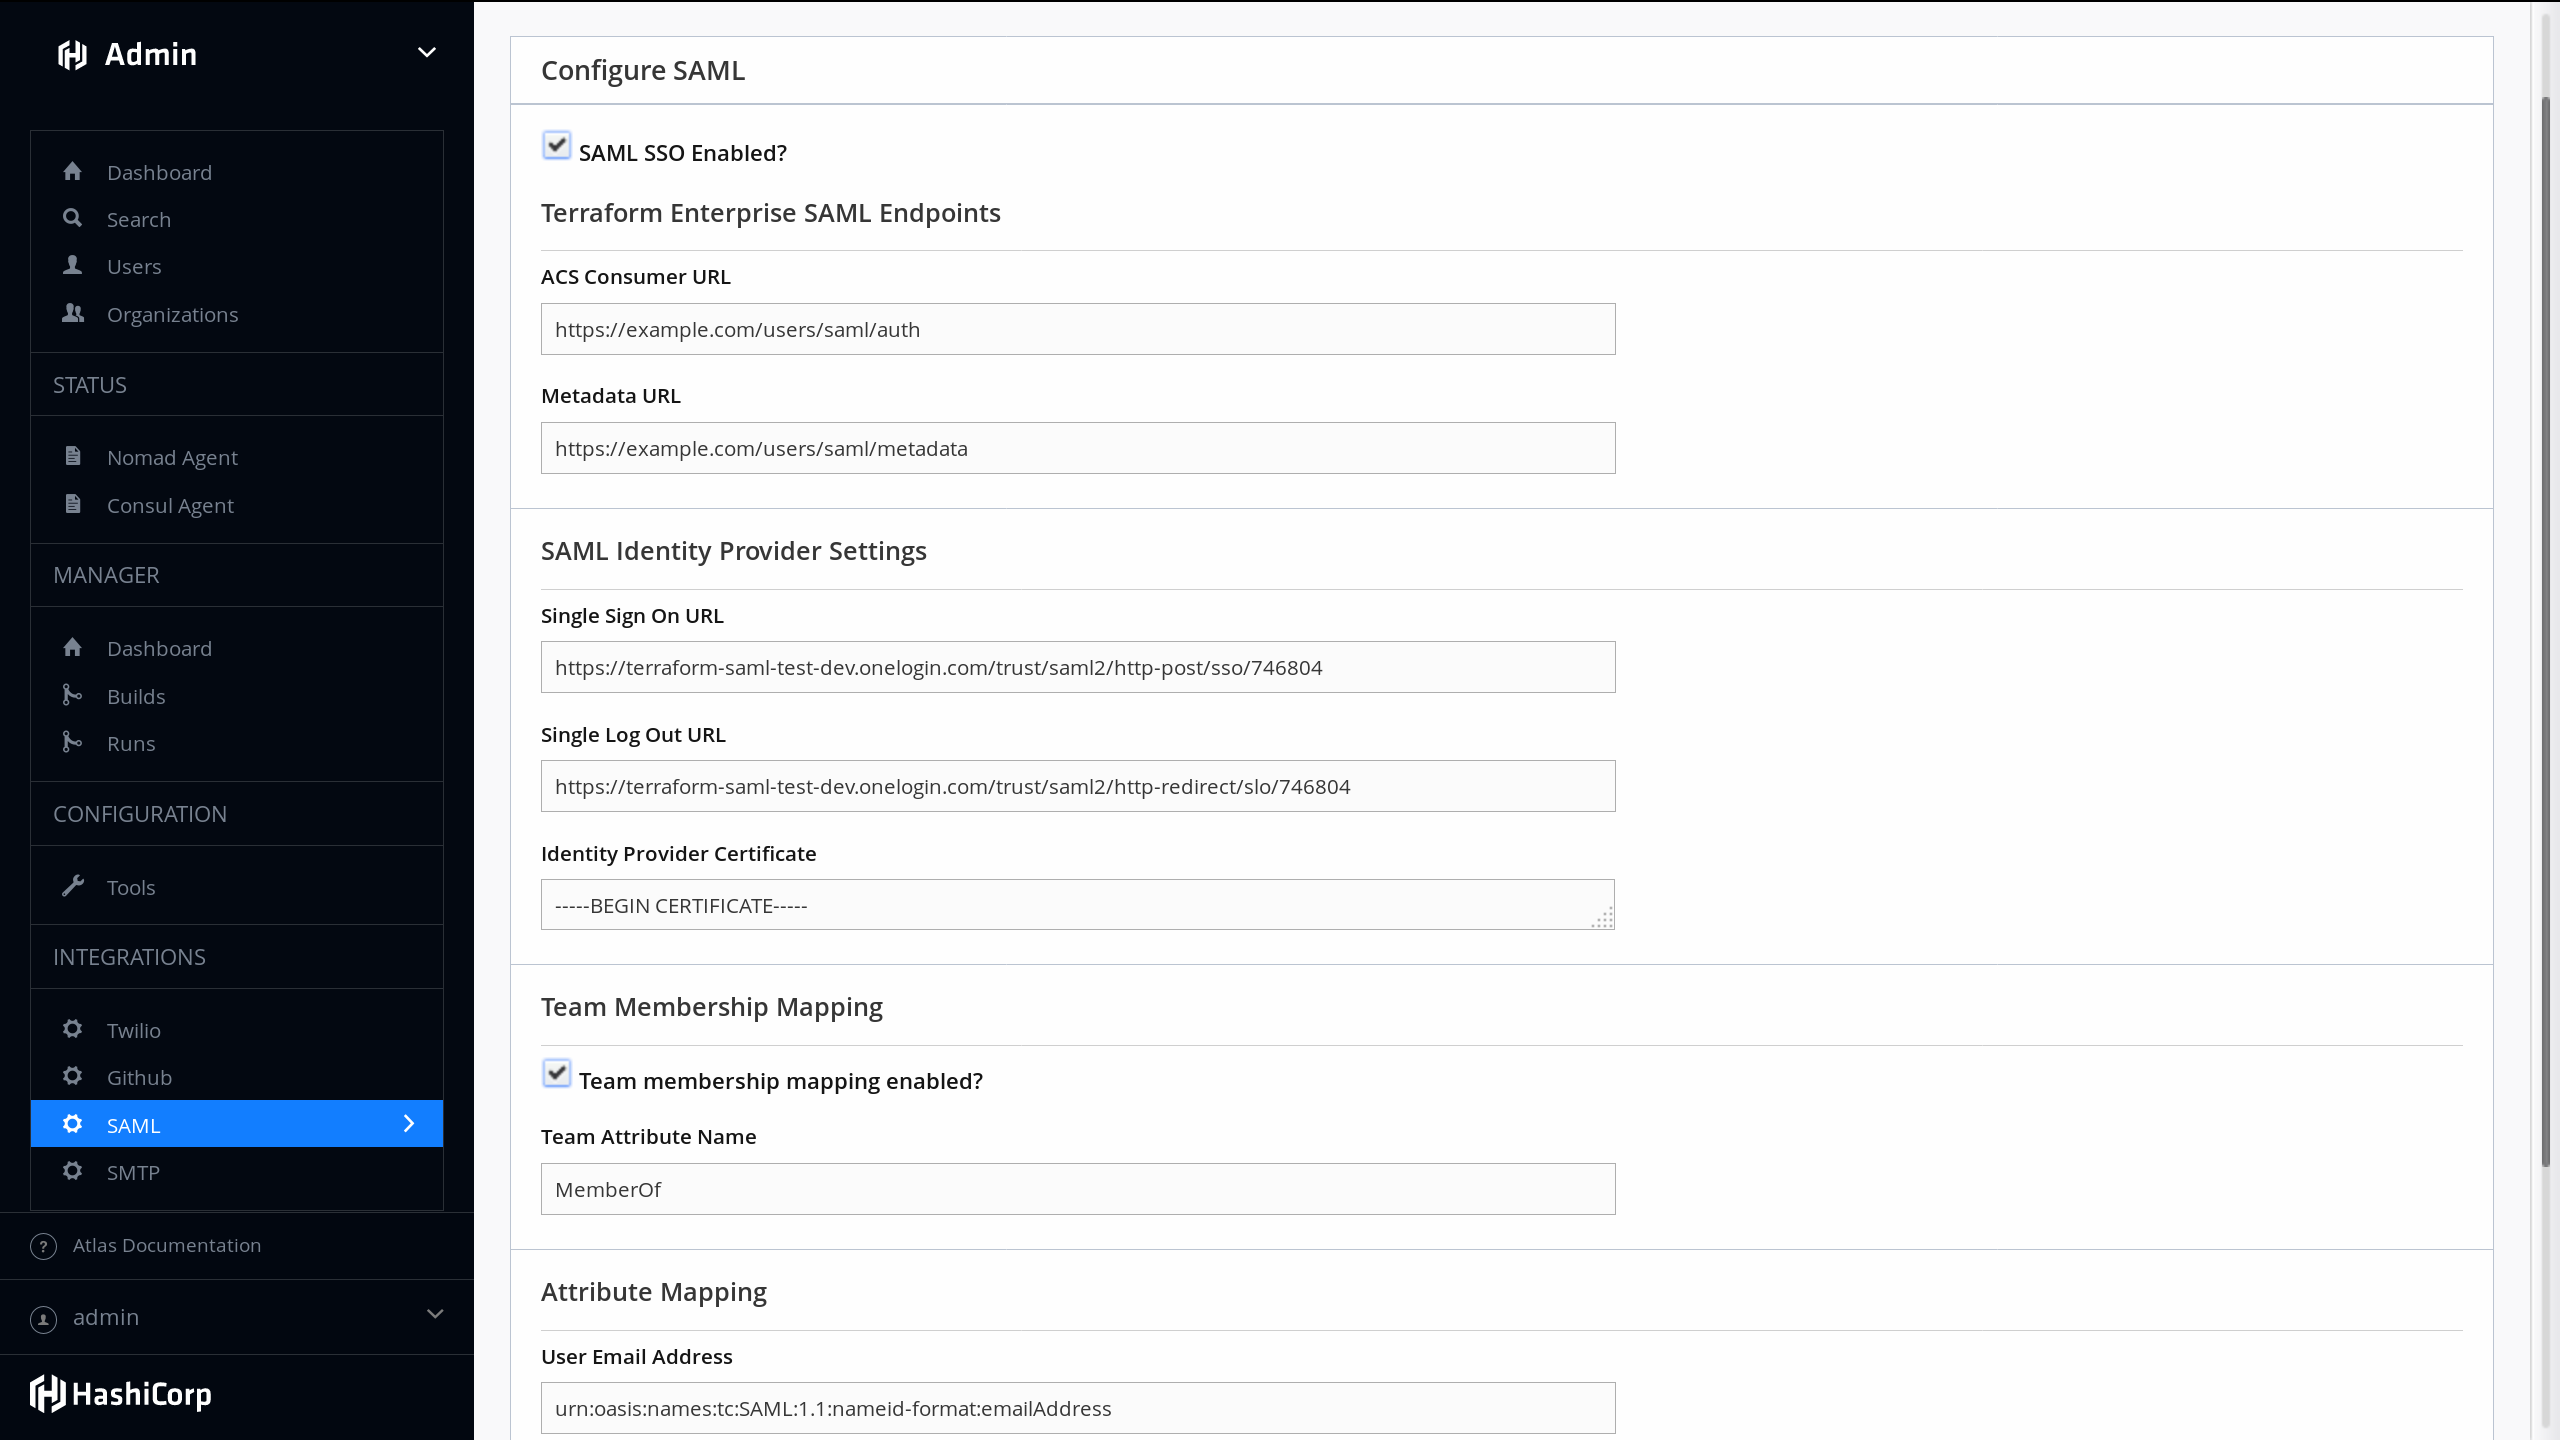 Admin
Dashboard
Search
Users
Organizations
STATUS
Nomad Agent
Consul Agent
MANAGER
Dashboard
Builds
Runs
CONFIGURATION
Tools
INTEGRATIONS
Twilio
Github
SAML
SMTP
Atlas Documentation
admin
HashiCorp
Configure SAML
SAML SSO Enabled?
Terraform Enterprise SAML Endpoints
ACS Consumer URL
https://example.com/users/saml/auth
Metadata URL
https://example.com/users/saml/metadata
SAML Identity Provider Settings
Single Sign On URL
https://terraform-saml-test-dev.onelogin.com/trust/saml2/http-post/sso/746804
Single Log Out URL
https://terraform-saml-test-dev.onelogin.com/trust/saml2/http-redirect/slo/746804
Identity Provider Certificate
-----BEGIN CERTIFICATE-----
Team Membership Mapping
Team membership mapping enabled?
Team Attribute Name
MemberOf
Attribute Mapping
User Email Address
urn:oasis:names:tc:SAML:1.1:nameid-format:emailAddress